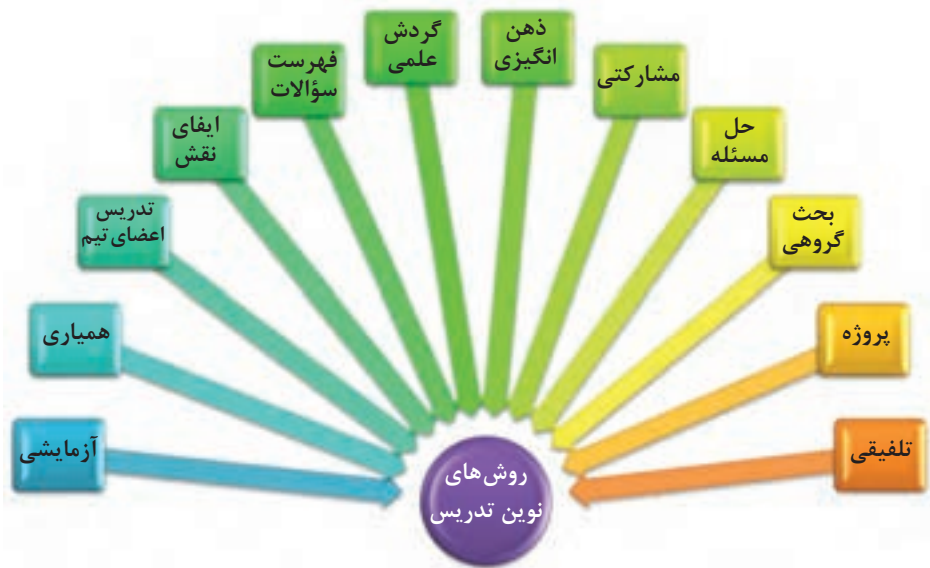 تلفیقی
پروژه
بحث
گروهی
حل
مسئله
مشارکتی
ذهن
انگیزی
گردش
علمی
فهرست
سؤالات
ایفای
نقش
تدریس
اعضای تیم
همیاری
آزمایشی
روش‌های
نوین تدریس